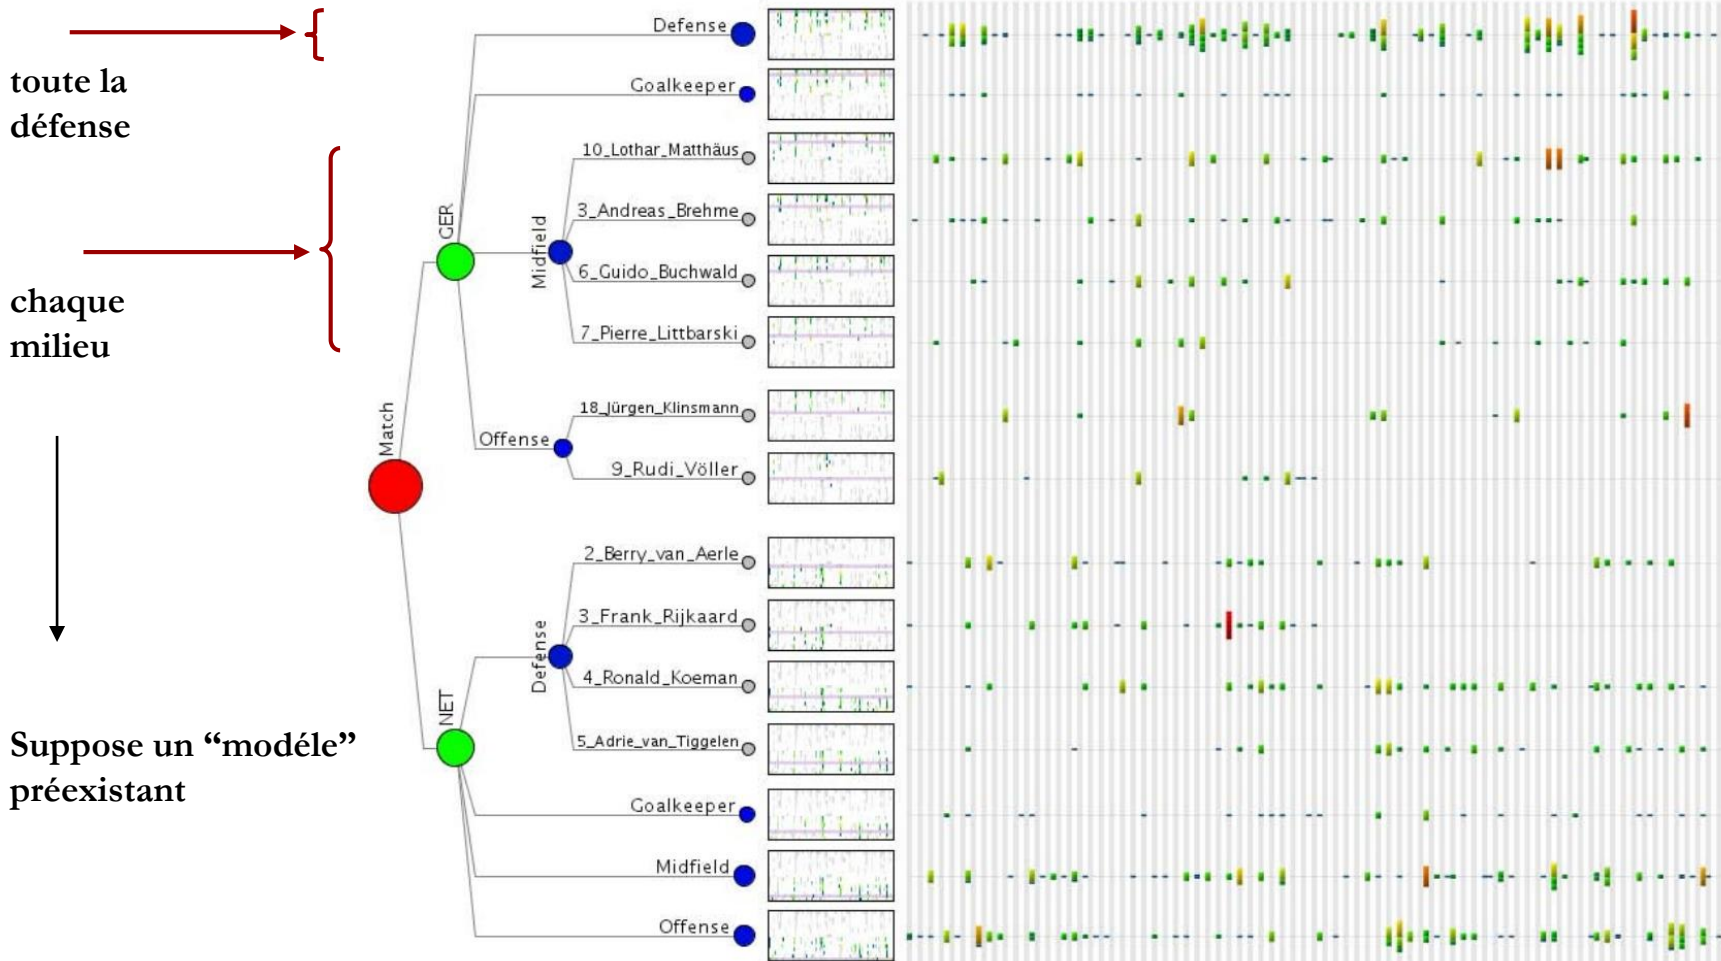 toute la
défense
chaque
milieu
Suppose un “modéle”
préexistant
Match
GER
Defense
Goalkeeper
Midfield
10_Lothar_Matthäus
3_Andreas_Brehme
6_Guido_Buchwald
7_Pierre_Littbarski
Offense
18_Jürgen_Klinsmann
9_Rudi_Völler
NET
Defense
2_Berry_van_Aerle
3_Frank_Rijkaard
4_Ronald_Koeman
5_Adrie_van_Tiggelen
Goalkeeper
Midfield
Offense